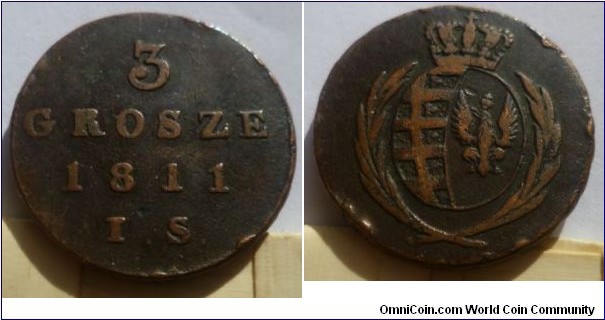 3
GROSZE
1811
I S
OmniCoin.com World Coin Community